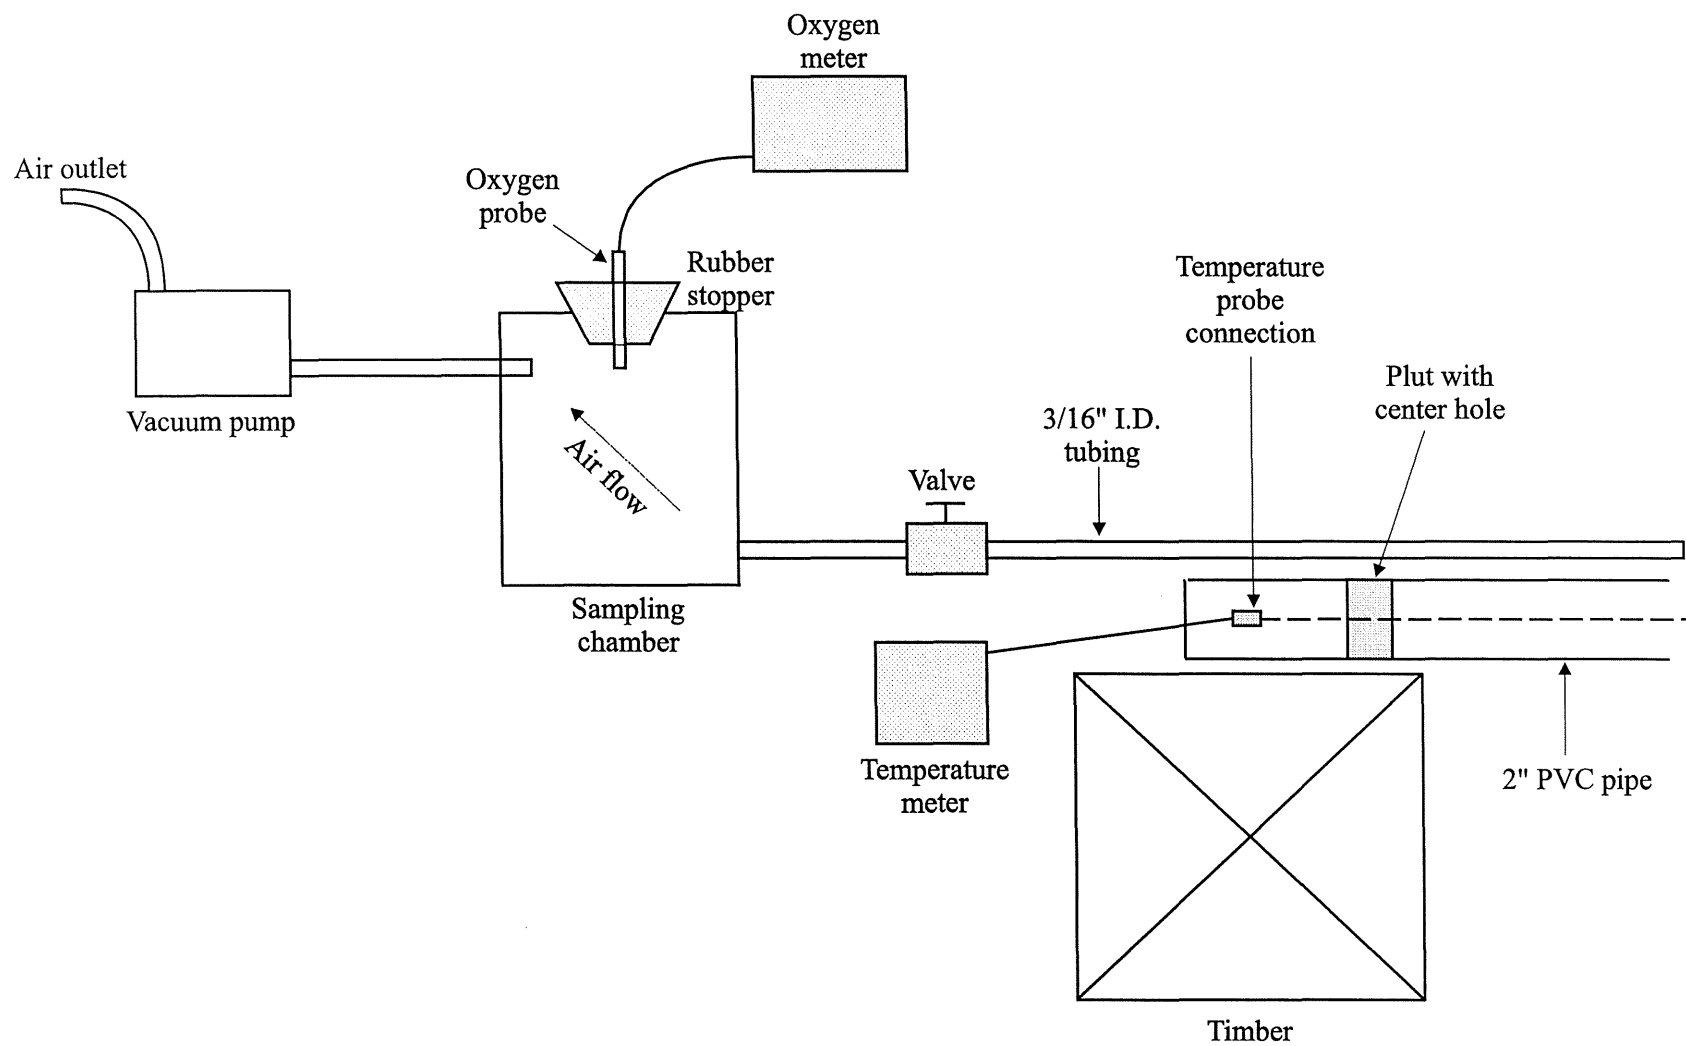 Oxygen
meter
Air outlet
Oxygen
probe
Rubber
stopper
Temperature
probe
connection
Plut with
center hole
3/16" I.D.
tubing
Vacuum pump
Air flow
Valve
Sampling
chamber
Temperature
meter
2" PVC pipe
Timber